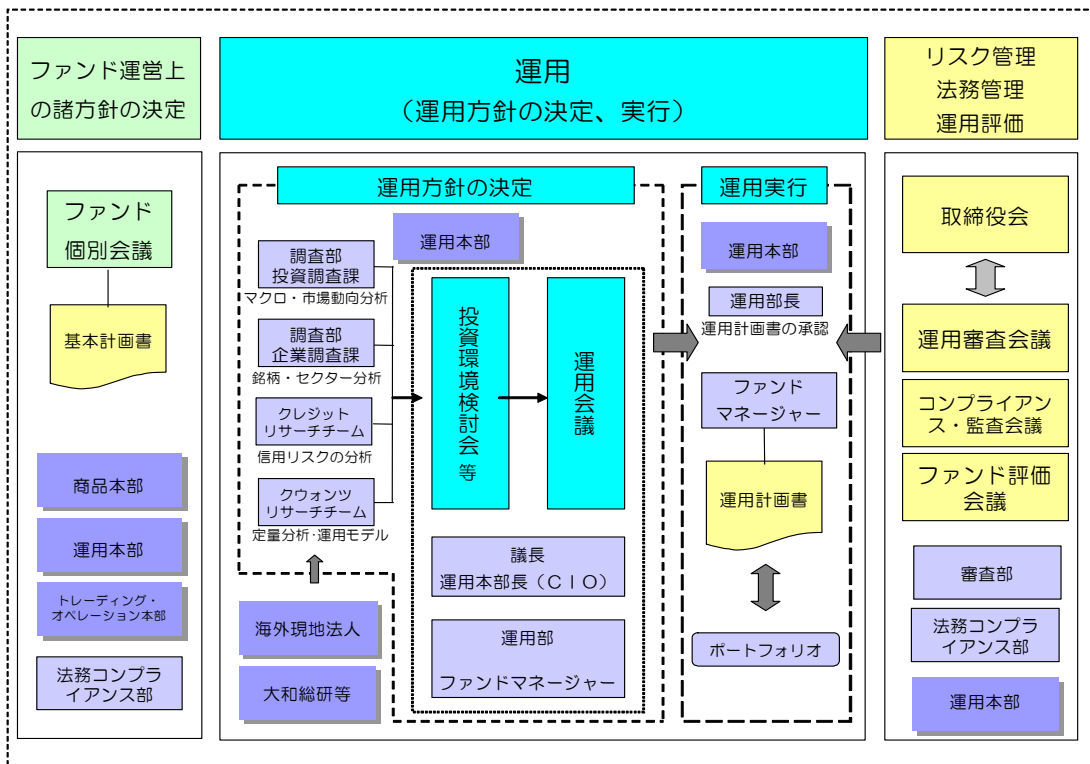 ファンド運営上
の諸方針の決定
運用
（運用方針の決定、実行）
リスク管理
法務管理
運用評価
ファンド
個別会議
基本計画書
商品本部
運用本部
トレーディング・
オペレーション本部
法務コンプラ
イアンス部
運用方針の決定
運用本部
調査部
投資調査課
マクロ・市場動向分析
調査部
企業調査課
銘柄・セクター分析
クレジット
リサーチチーム
信用リスクの分析
クウォンツ
リサーチチーム
定量分析・運用モデル
海外現地法人
大和総研等
投資環境検討会等
運用会議
議長
運用本部長（ＣＩＯ）
運用部
ファンドマネージャー
運用実行
運用本部
運用部長
運用計画書の承認
ファンド
マネージャー
運用計画書
ポートフォリオ
取締役会
運用審査会議
コンプライアン
ス・監査会議
ファンド評価
会議
審査部
法務コンプラ
イアンス部
運用本部